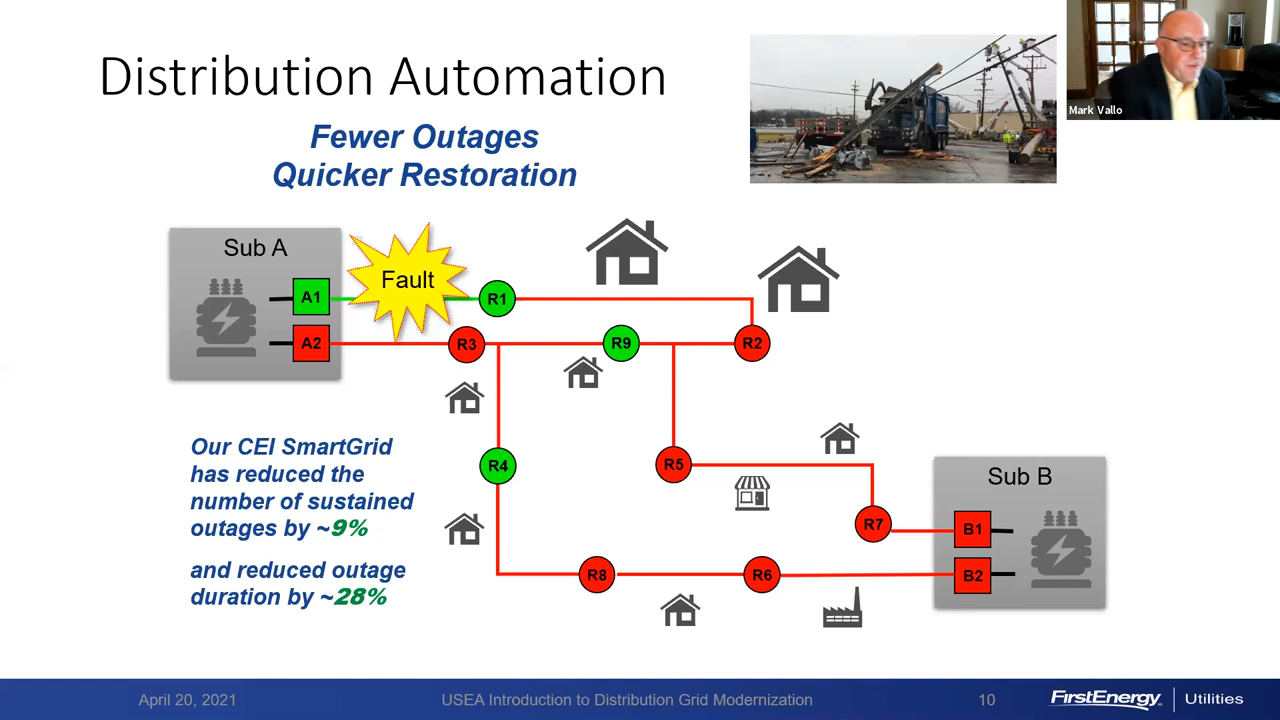 Distribution Automation
Fewer Outages
Quicker Restoration
Mark Vallo
Sub A
Fault
A1
R1
A2
R3
R9
R2
Our CEI SmartGrid
has reduced the
number of sustained
outages by ~9%
and reduced outage
duration by ~28%
R4
R5
R7
R8
R6
Sub B
B1
B2
April 20, 2021
USEA Introduction to Distribution Grid Modernization
10
FirstEnergy
Utilities